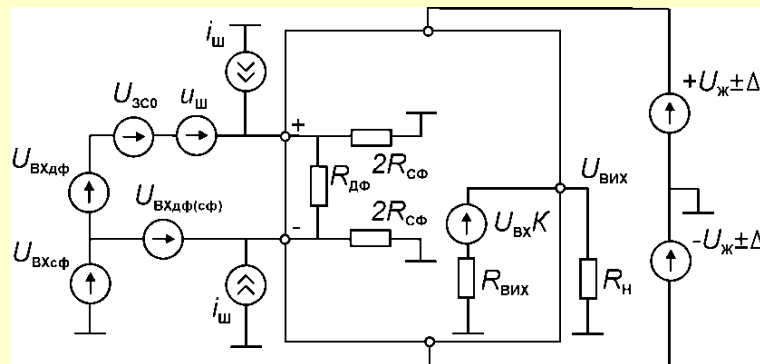 iш
Uзс0
uш
+
2Rсф
+Uж±Δ
Uвхдф
Rдф
Uвих
Uвхдф(сф)
-
2Rсф
UвхK
-Uж±Δ
Uвхсф
iш
Rвих
Rн